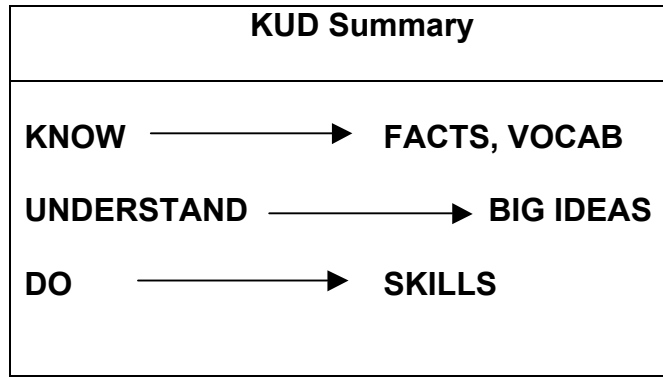 KUD Summary
KNOW FACTS, VOCAB
UNDERSTAND BIG IDEAS
DO SKILLS